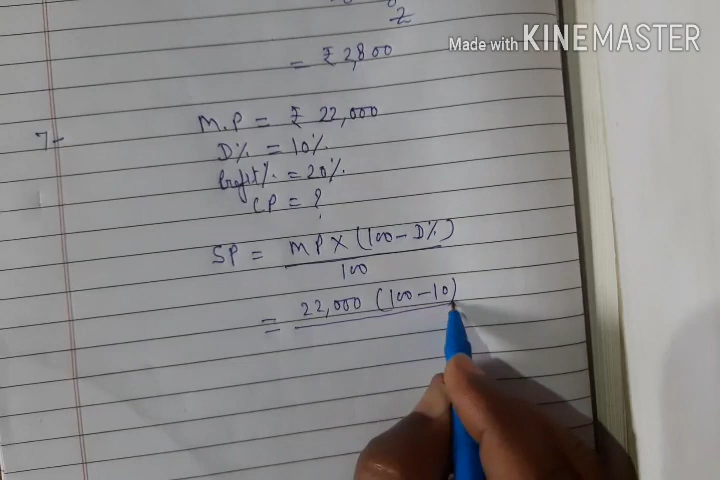 Made with KINEMASTER
2
= ₹ 2,800
7-
M.P = ₹ 22,000
D% = 10%.
Profit% = 20%.
CP = ?
SP = MP X (100 - D%)
100
= 22,000 (100 - 10)